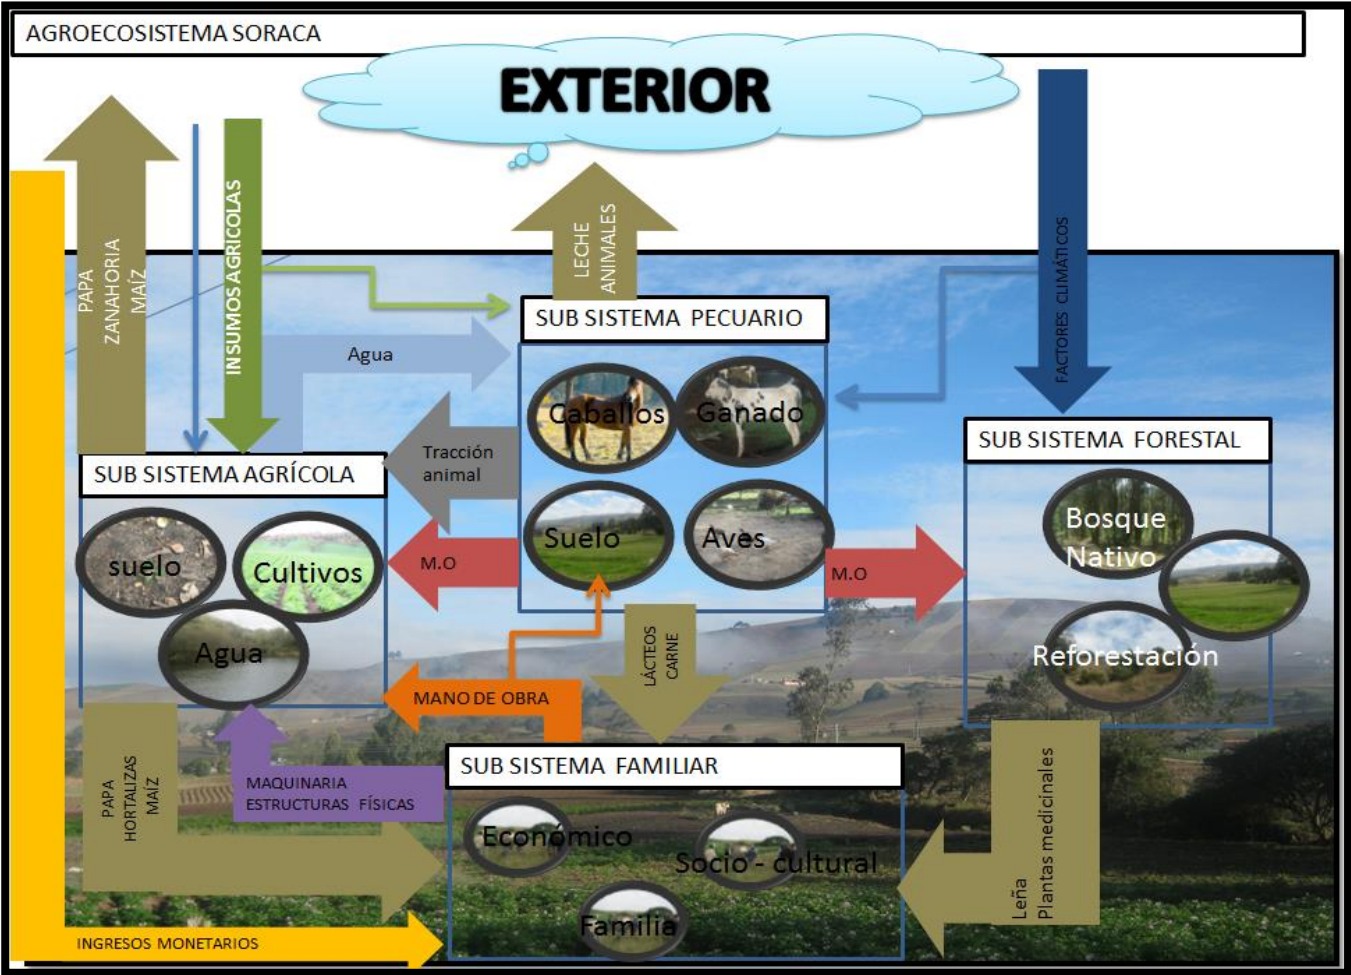 AGROECOSISTEMA SORACA
EXTERIOR
PAPA
ZANAHORIA
MAÍZ
INSUMOS AGRICOLAS
LECHE
ANIMALES
FACTORES CLIMÁTICOS
SUB SISTEMA PECUARIO
Agua
Caballos
Ganado
Suelo
Aves
Tracción
animal
M.O
M.O
SUB SISTEMA AGRÍCOLA
suelo
Cultivos
Agua
SUB SISTEMA FORESTAL
Bosque
Nativo
Reforestación
LÁCTEOS
CARNE
MANO DE OBRA
MAQUINARIA
ESTRUCTURAS FÍSICAS
PAPA
HORTALIZAS
MAÍZ
SUB SISTEMA FAMILIAR
Económico
Socio - cultural
Familia
Leña
Plantas medicinales
INGRESOS MONETARIOS